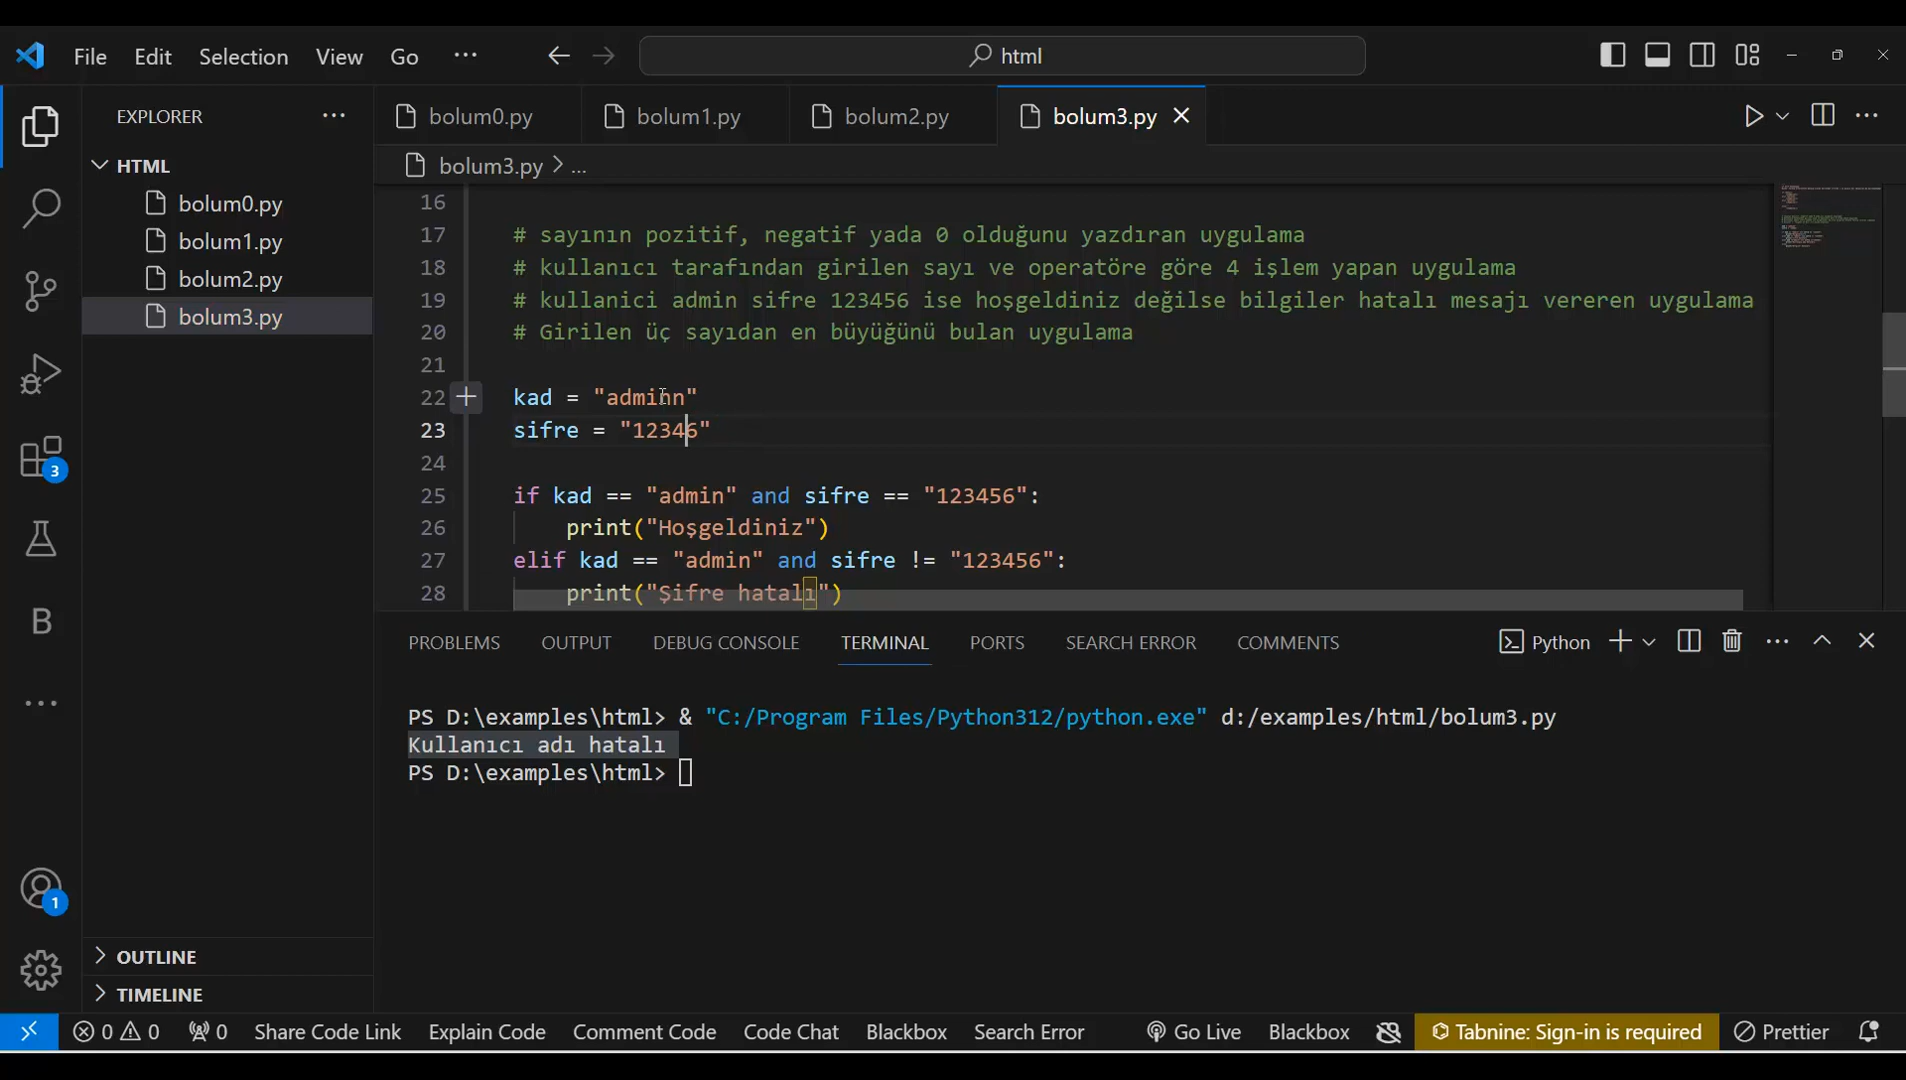 File Edit Selection View Go ··· html
EXPLORER ···
bolum0.py bolum1.py bolum2.py bolum3.py
HTML
bolum0.py
bolum1.py
bolum2.py
bolum3.py
bolum3.py > ...
16
17 # sayının pozitif, negatif yada 0 olduğunu yazdıran uygulama
18 # kullanıcı tarafından girilen sayı ve operatöre göre 4 işlem yapan uygulama
19 # kullanici admin sifre 123456 ise hoşgeldiniz değilse bilgiler hatalı mesajı vereren uygulama
20 # Girilen üç sayıdan en büyüğünü bulan uygulama
21
22 kad = "adminn"
23 sifre = "12346"
24
25 if kad == "admin" and sifre == "123456":
26 print("Hoşgeldiniz")
27 elif kad == "admin" and sifre != "123456":
28 print("Şifre hatalı")
3
B
1
PROBLEMS OUTPUT DEBUG CONSOLE TERMINAL PORTS SEARCH ERROR COMMENTS Python
PS D:\examples\html> & "C:/Program Files/Python312/python.exe" d:/examples/html/bolum3.py
Kullanıcı adı hatalı
PS D:\examples\html>
OUTLINE
TIMELINE
0 0 0 Share Code Link Explain Code Comment Code Code Chat Blackbox Search Error Go Live Blackbox Tabnine: Sign-in is required Prettier